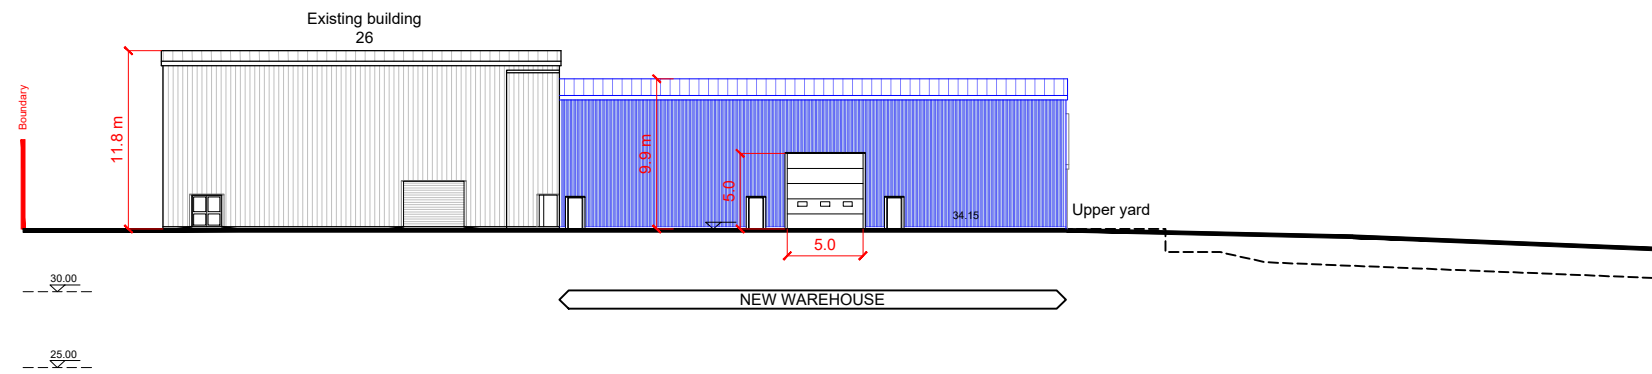 Existing building
26
Boundary
11.8 m
9.9 m
5.0
34.15
Upper yard
5.0
30.00
NEW WAREHOUSE
25.00